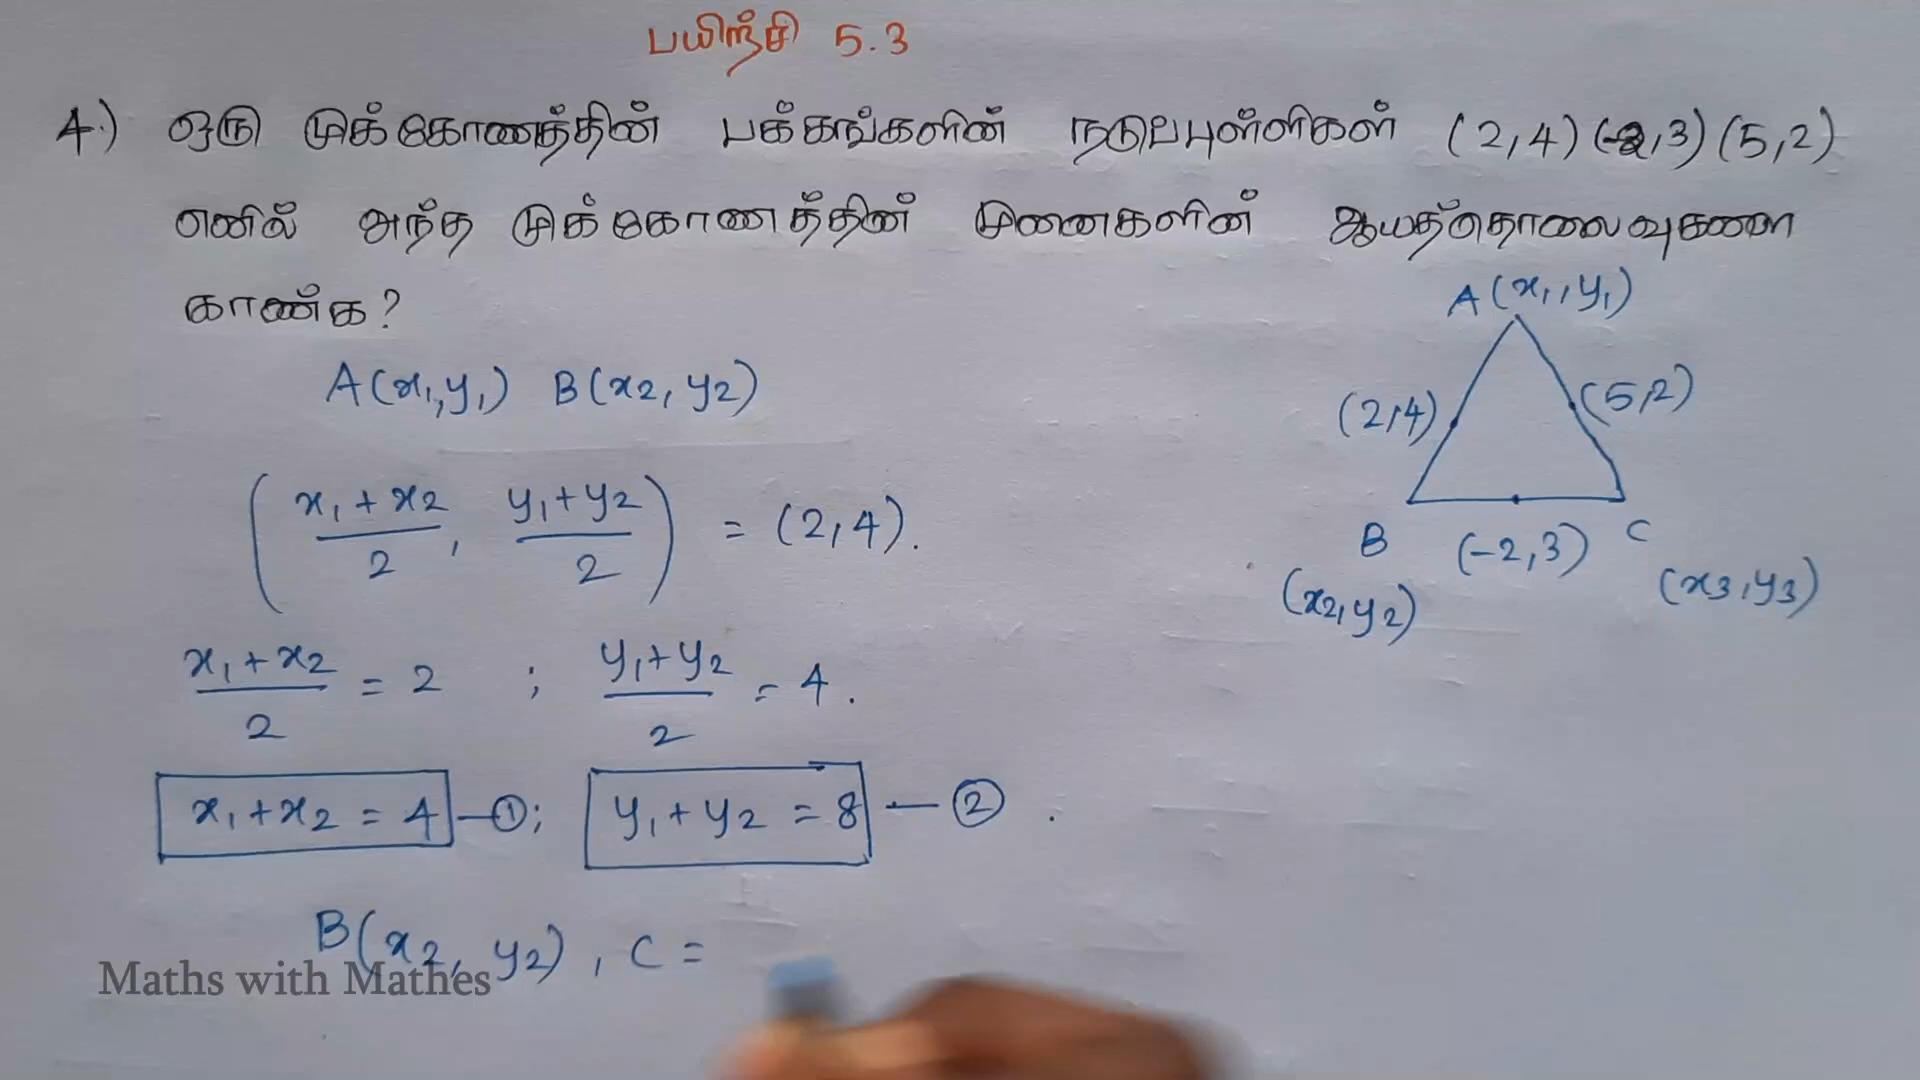 பயிற்சி 5.3
4.) ஒரு முக்கோணத்தின் பக்கங்களின் நடுப்புள்ளிகள் (2,4) (-2,3) (5,2)
எனில் அந்த முக்கோணத்தின் முனைகளின் ஆயத்தொலைவுகளை
காண்க?
A(x₁,y₁)
(2,4)
(5,2)
B (-2,3) C
(x₂,y₂) (x₃,y₃)
A(x₁,y₁) B(x₂,y₂)
((x₁+x₂)/2, (y₁+y₂)/2) = (2,4).
(x₁+x₂)/2 = 2 ; (y₁+y₂)/2 = 4.
x₁+x₂ = 4 —①; y₁+y₂ = 8 — ②
B(x₂,y₂), C =
Maths with Mathes